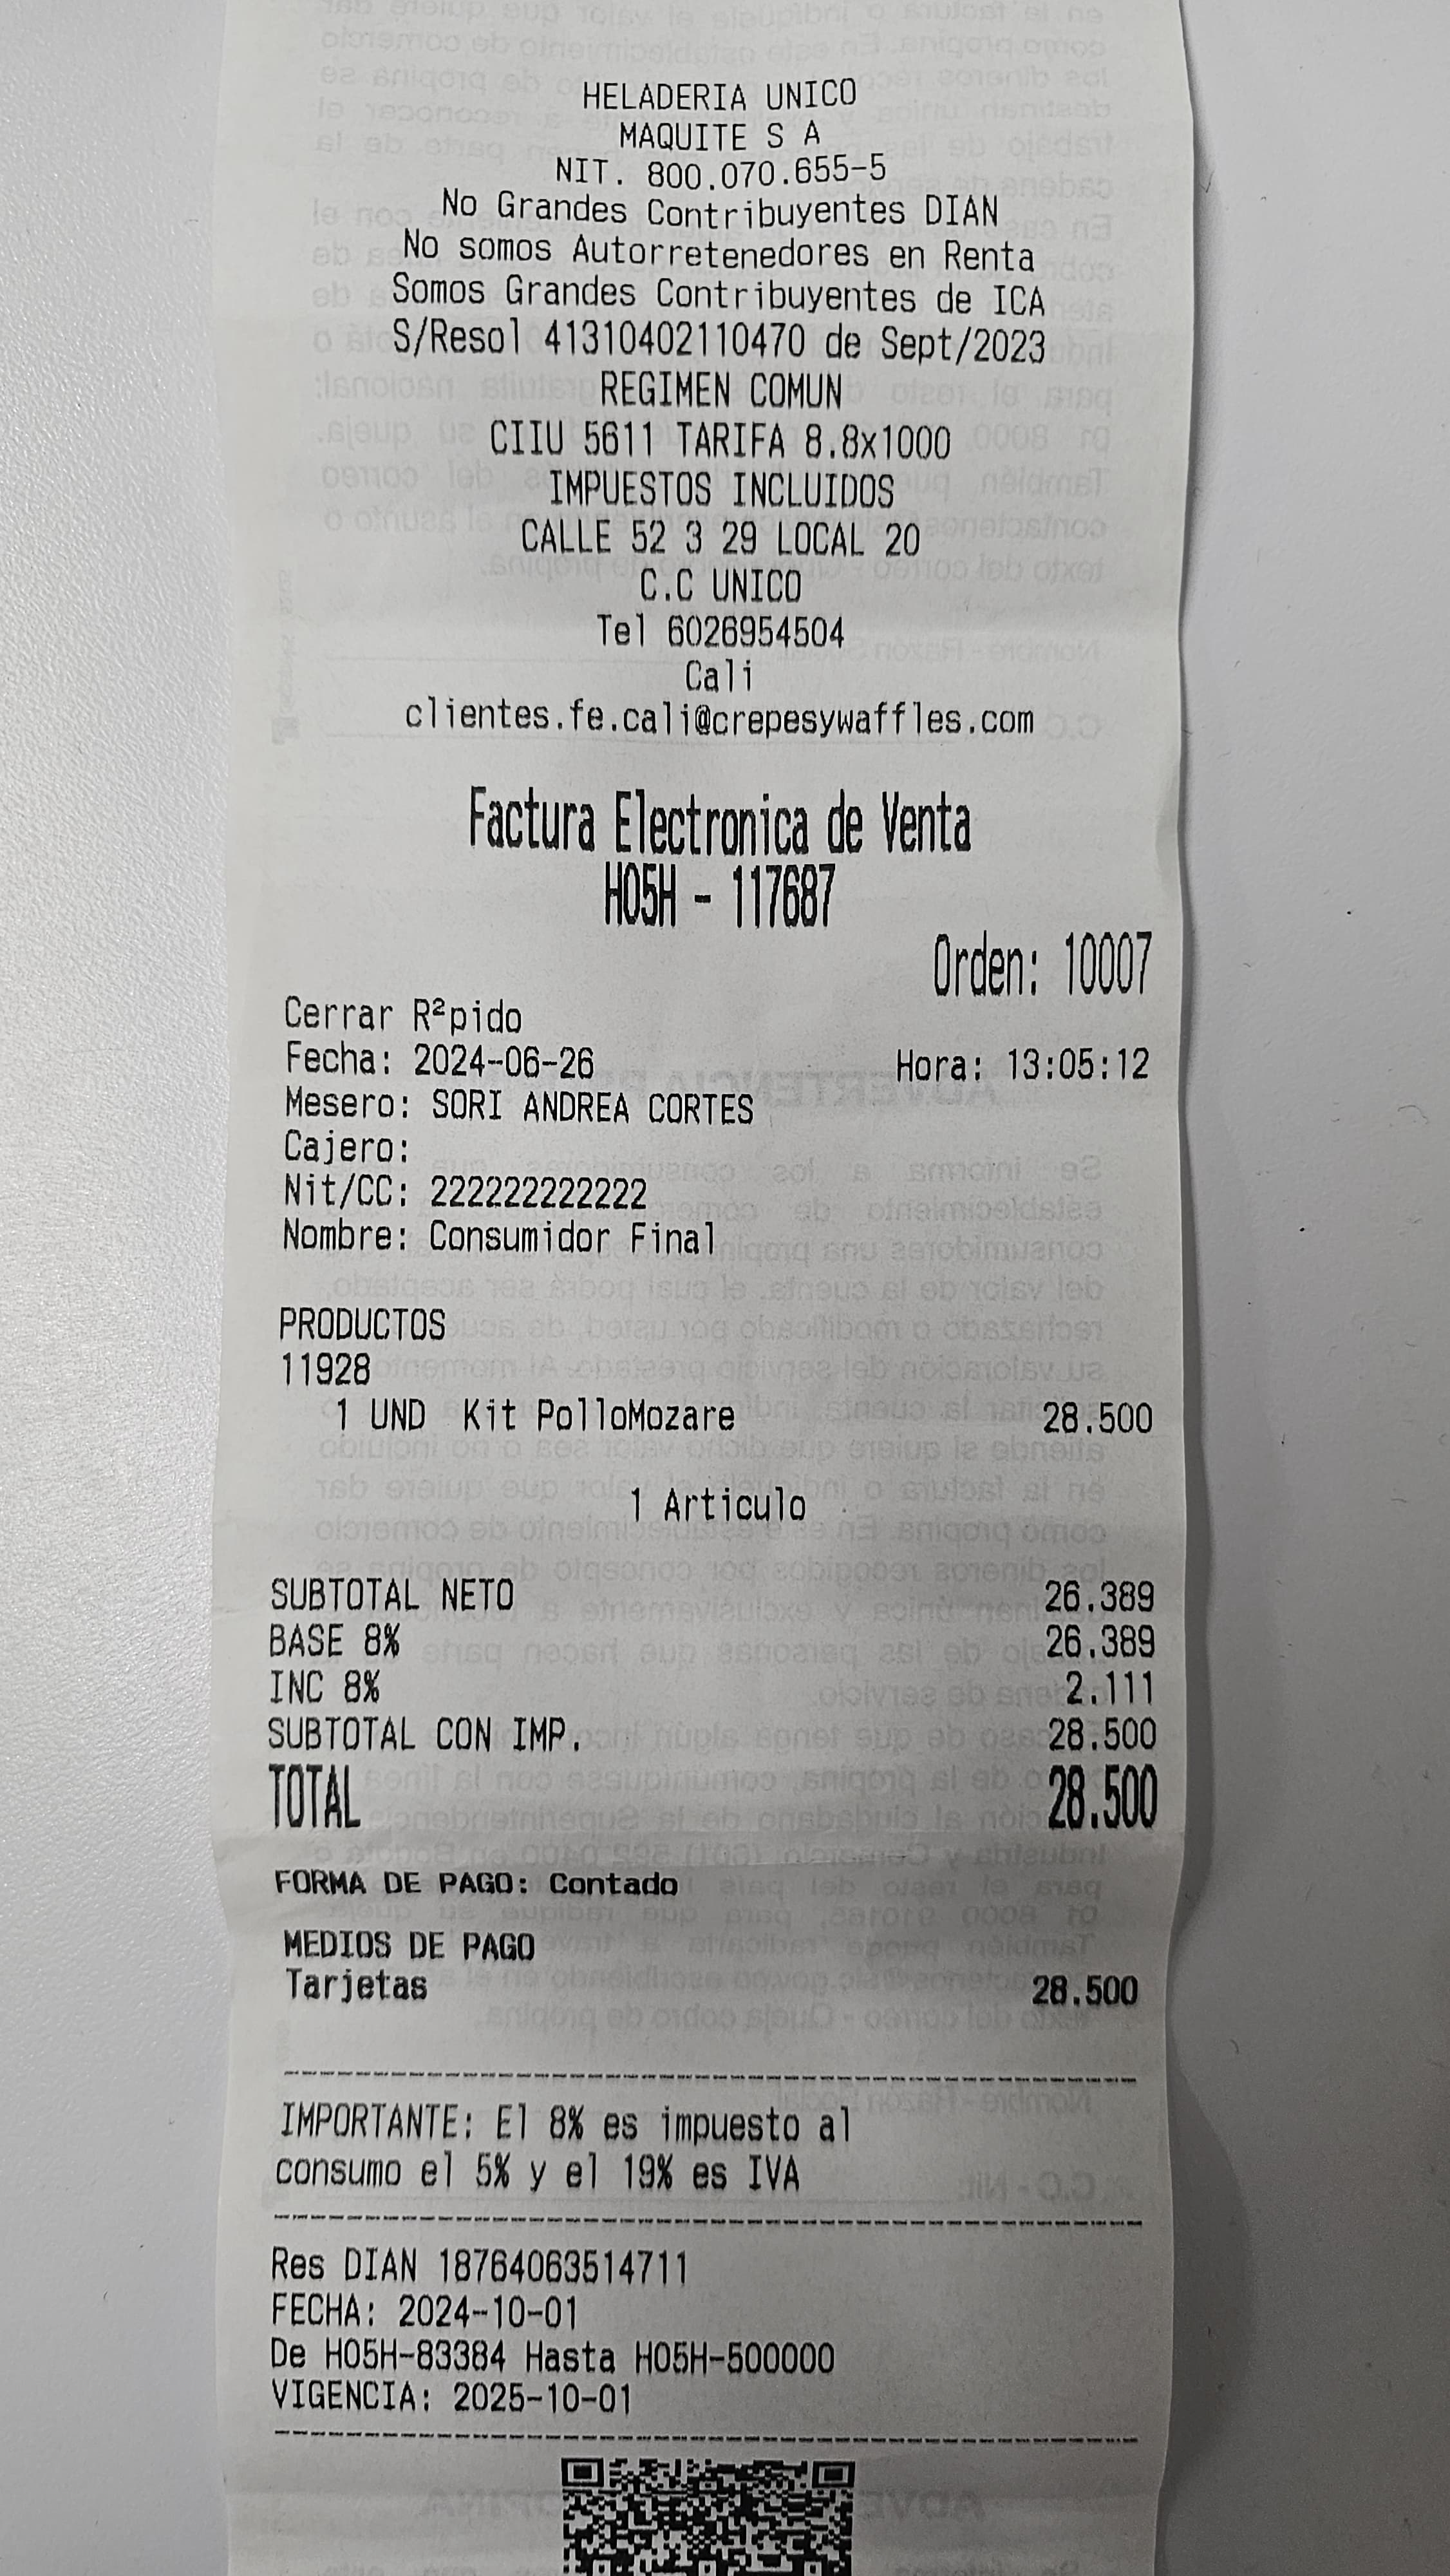 HELADERIA UNICO
MAQUITE S A
NIT. 800.070.655-5
No Grandes Contribuyentes DIAN
No somos Autorretenedores en Renta
Somos Grandes Contribuyentes de ICA
S/Resol 41310402110470 de Sept/2023
REGIMEN COMUN
CIIU 5611 TARIFA 8.8x1000
IMPUESTOS INCLUIDOS
CALLE 52 3 29 LOCAL 20
C.C UNICO
Tel 6026954504
Cali
clientes.fe.cali@crepesywaffles.com
Factura Electronica de Venta
H05H - 117687
Orden: 10007
Cerrar R²pido
Fecha: 2024-06-26 Hora: 13:05:12
Mesero: SORI ANDREA CORTES
Cajero:
Nit/CC: 222222222222
Nombre: Consumidor Final
PRODUCTOS
11928
1 UND Kit PolloMozare 28.500
1 Articulo
SUBTOTAL NETO 26.389
BASE 8% 26.389
INC 8% 2.111
SUBTOTAL CON IMP. 28.500
TOTAL 28.500
FORMA DE PAGO: Contado
MEDIOS DE PAGO
Tarjetas 28.500
IMPORTANTE: El 8% es impuesto al
consumo el 5% y el 19% es IVA
Res DIAN 18764063514711
FECHA: 2024-10-01
De H05H-83384 Hasta H05H-500000
VIGENCIA: 2025-10-01